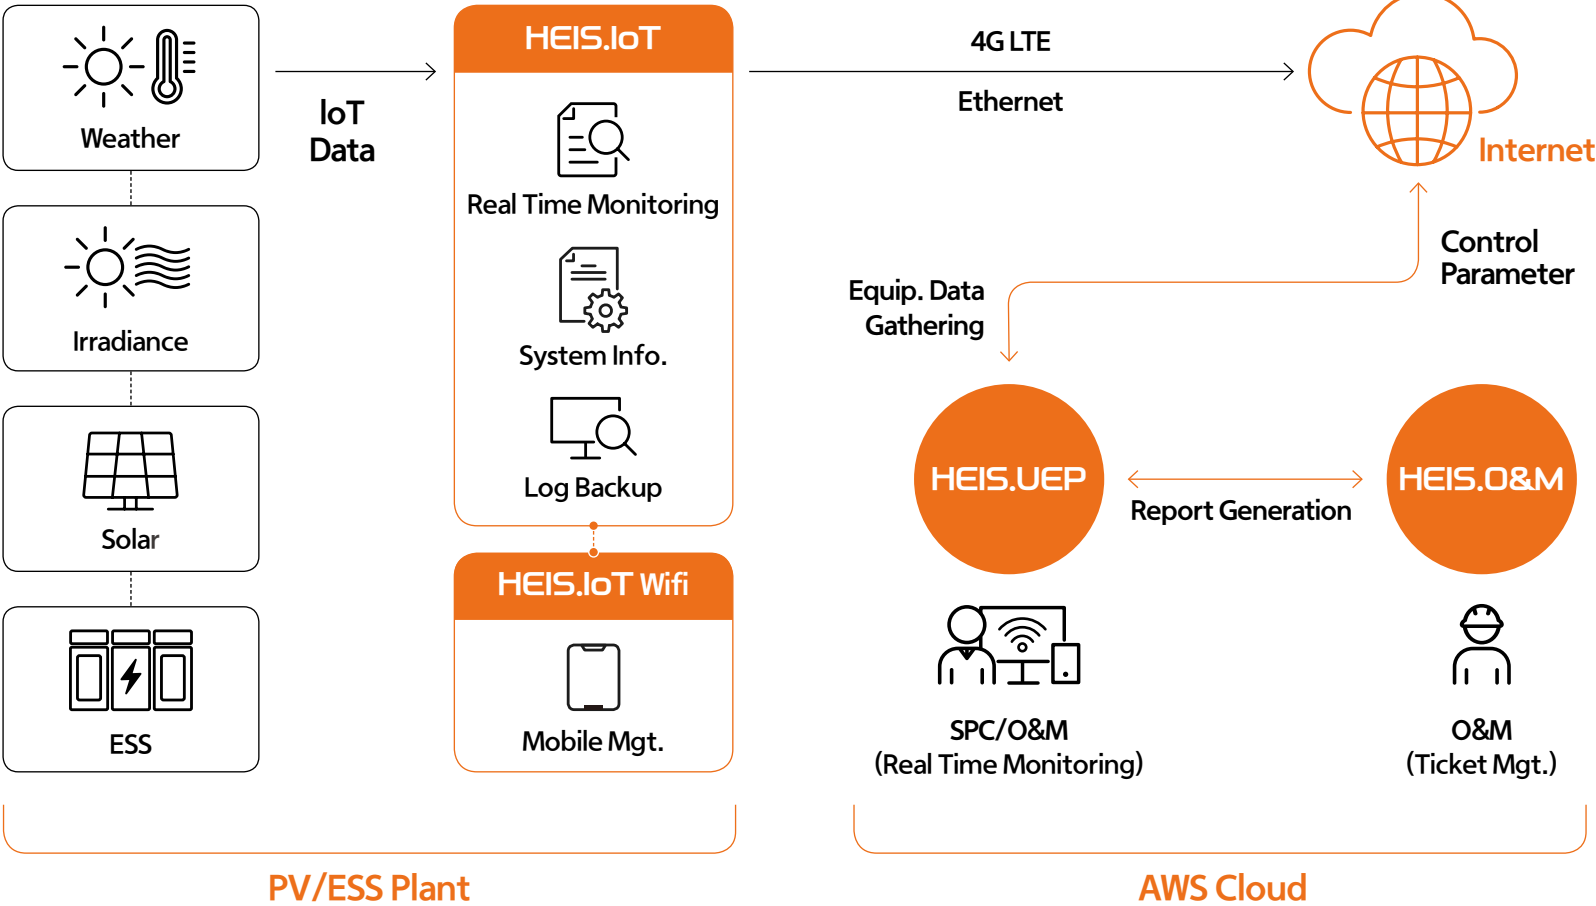 Weather
Irradiance
Solar
ESS
IoT
Data
HEIS.IoT
Real Time Monitoring
System Info.
Log Backup
HEIS.IoT Wifi
Mobile Mgt.
PV/ESS Plant
4G LTE
Ethernet
Internet
Control
Parameter
Equip. Data
Gathering
HEIS.UEP
Report Generation
HEIS.O&M
SPC/O&M
(Real Time Monitoring)
O&M
(Ticket Mgt.)
AWS Cloud